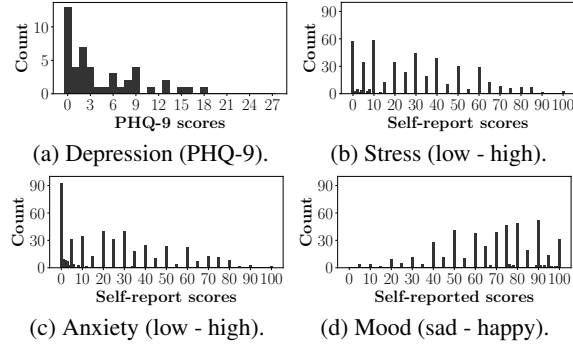 10
5
0
Count
0 3 6 9 12 15 18 21 24 27
PHQ-9 scores
(a) Depression (PHQ-9).
90
60
30
0
Count
0 10 20 30 40 50 60 70 80 90 100
Self-report scores
(b) Stress (low - high).
90
60
30
0
Count
0 10 20 30 40 50 60 70 80 90 100
Self-report scores
(c) Anxiety (low - high).
90
60
30
0
Count
0 10 20 30 40 50 60 70 80 90 100
Self-reported scores
(d) Mood (sad - happy).